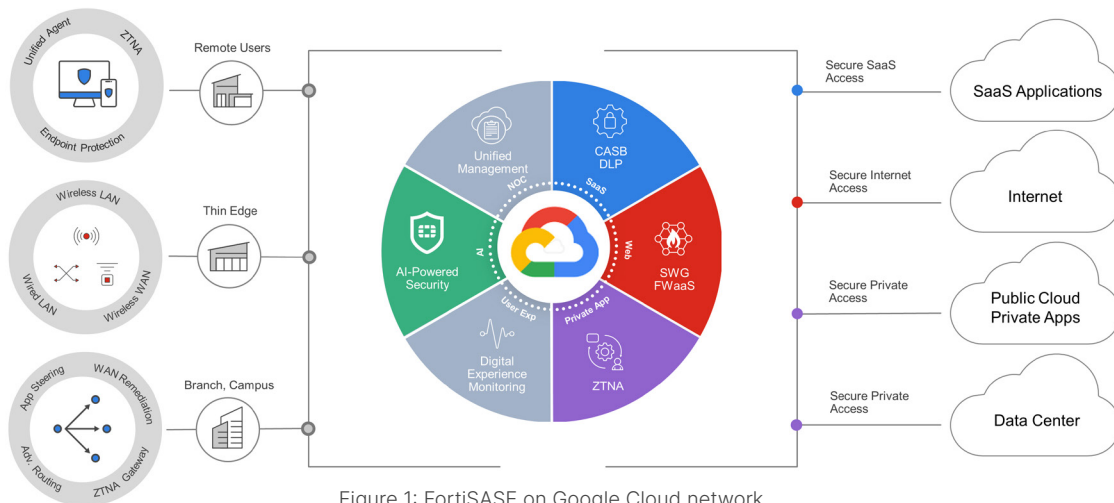 Unified Agent
ZTNA
Endpoint Protection
Remote Users
Wireless LAN
Wired LAN
Wireless WAN
Thin Edge
App Steering
WAN Remediation
Adv. Routing
ZTNA Gateway
Branch, Campus
Unified
Management
NOC
CASB
DLP
SaaS
AI-Powered
Security
AI
SWG
FWaaS
Web
Digital
Experience
Monitoring
User Exp
ZTNA
Private App
Secure SaaS
Access
SaaS Applications
Secure Internet
Access
Internet
Secure Private
Access
Public Cloud
Private Apps
Secure Private
Access
Data Center
Figure 1: FortiSASE on Google Cloud network